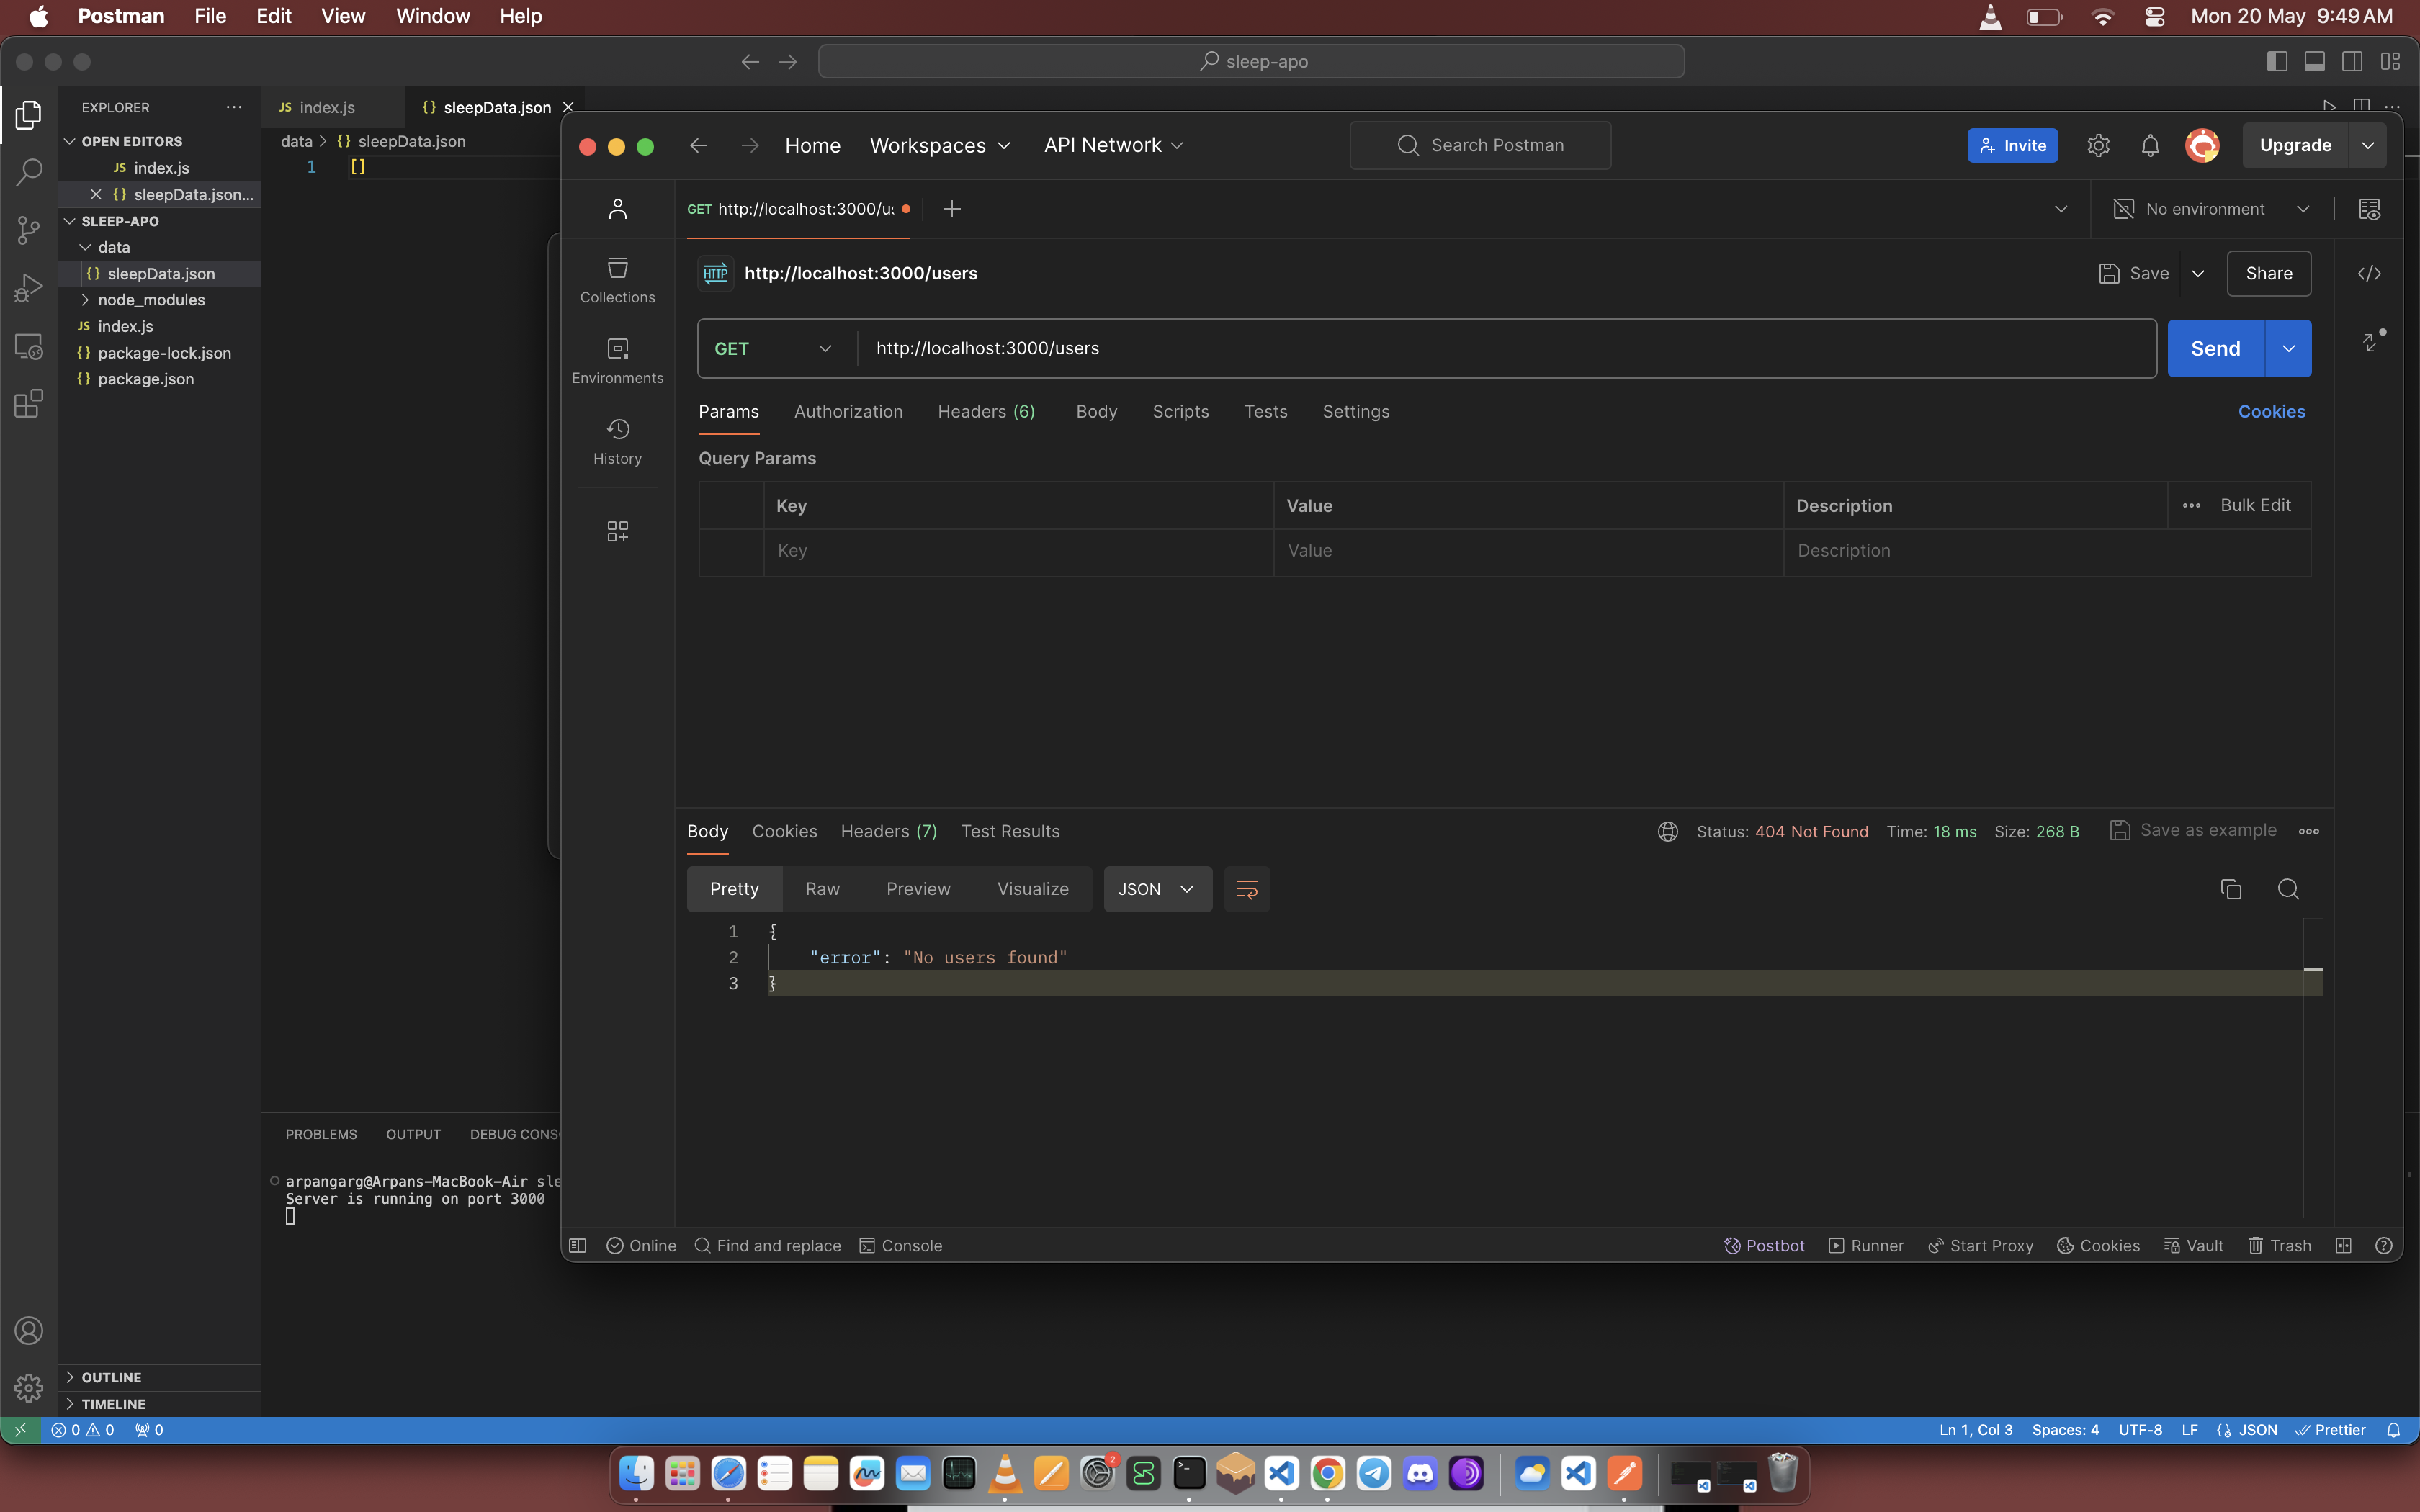 Postman File Edit View Window Help
Mon 20 May 9:49 AM
sleep-apo
EXPLORER
OPEN EDITORS
JS index.js
{} sleepData.json...
SLEEP-APO
data
{} sleepData.json
node_modules
JS index.js
{} package-lock.json
{} package.json
OUTLINE
TIMELINE
JS index.js
{} sleepData.json
data > {} sleepData.json
1 []
PROBLEMS OUTPUT DEBUG CONS
arpangarg@Arpans-MacBook-Air sle
Server is running on port 3000
Home Workspaces API Network
Search Postman
Invite
Upgrade
Collections
Environments
History
GET http://localhost:3000/u
No environment
HTTP http://localhost:3000/users
Save
Share
GET http://localhost:3000/users
Send
Params Authorization Headers (6) Body Scripts Tests Settings
Cookies
Query Params
Key Value Description Bulk Edit
Key Value Description
Body Cookies Headers (7) Test Results
Status: 404 Not Found Time: 18 ms Size: 268 B Save as example
Pretty Raw Preview Visualize JSON
1 {
2 "error": "No users found"
3 }
Online Find and replace Console
Postbot Runner Start Proxy Cookies Vault Trash
0 0 0
Ln 1, Col 3 Spaces: 4 UTF-8 LF {} JSON Prettier
2